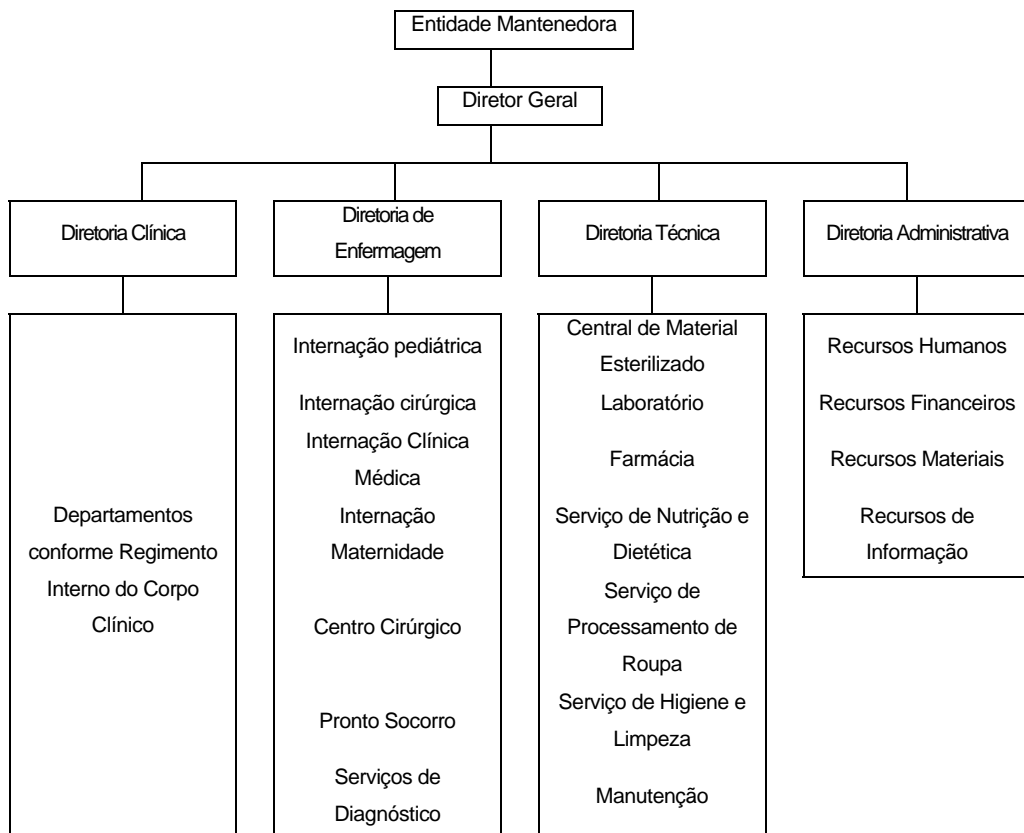 Entidade Mantenedora
Diretor Geral
Diretoria Clínica
Diretoria de
Enfermagem
Diretoria Técnica
Diretoria Administrativa
Departamentos
conforme Regimento
Interno do Corpo
Clínico
Internação pediátrica
Internação cirúrgica
Internação Clínica
Médica
Internação
Maternidade
Centro Cirúrgico
Pronto Socorro
Serviços de
Diagnóstico
Central de Material
Esterilizado
Laboratório
Farmácia
Serviço de Nutrição e
Dietética
Serviço de
Processamento de
Roupa
Serviço de Higiene e
Limpeza
Manutenção
Recursos Humanos
Recursos Financeiros
Recursos Materiais
Recursos de
Informação